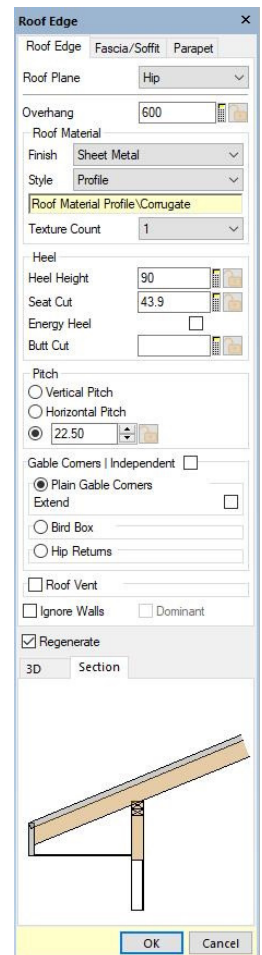 Roof Edge ×
Roof Edge Fascia/Soffit Parapet
Roof Plane Hip
Overhang 600
Roof Material
Finish Sheet Metal
Style Profile
Roof Material Profile\Corrugate
Texture Count 1
Heel
Heel Height 90
Seat Cut 43.9
Energy Heel
Butt Cut
Pitch
Vertical Pitch
Horizontal Pitch
22.50
Gable Corners | Independent
Plain Gable Corners
Extend
Bird Box
Hip Returns
Roof Vent
Ignore Walls Dominant
Regenerate
3D Section
OK Cancel